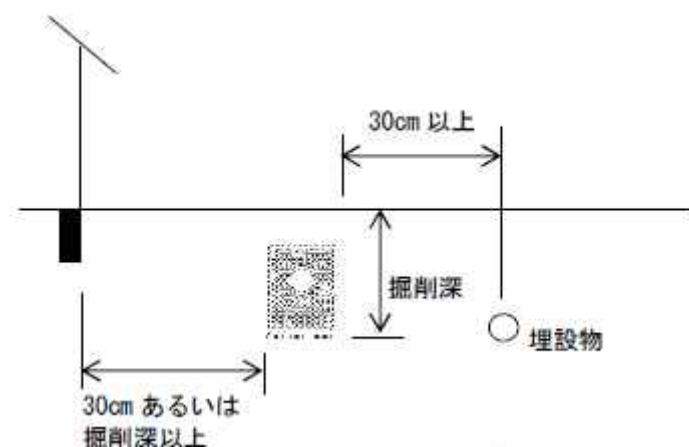 30cm 以上
掘削深
埋設物
30cm あるいは
掘削深以上